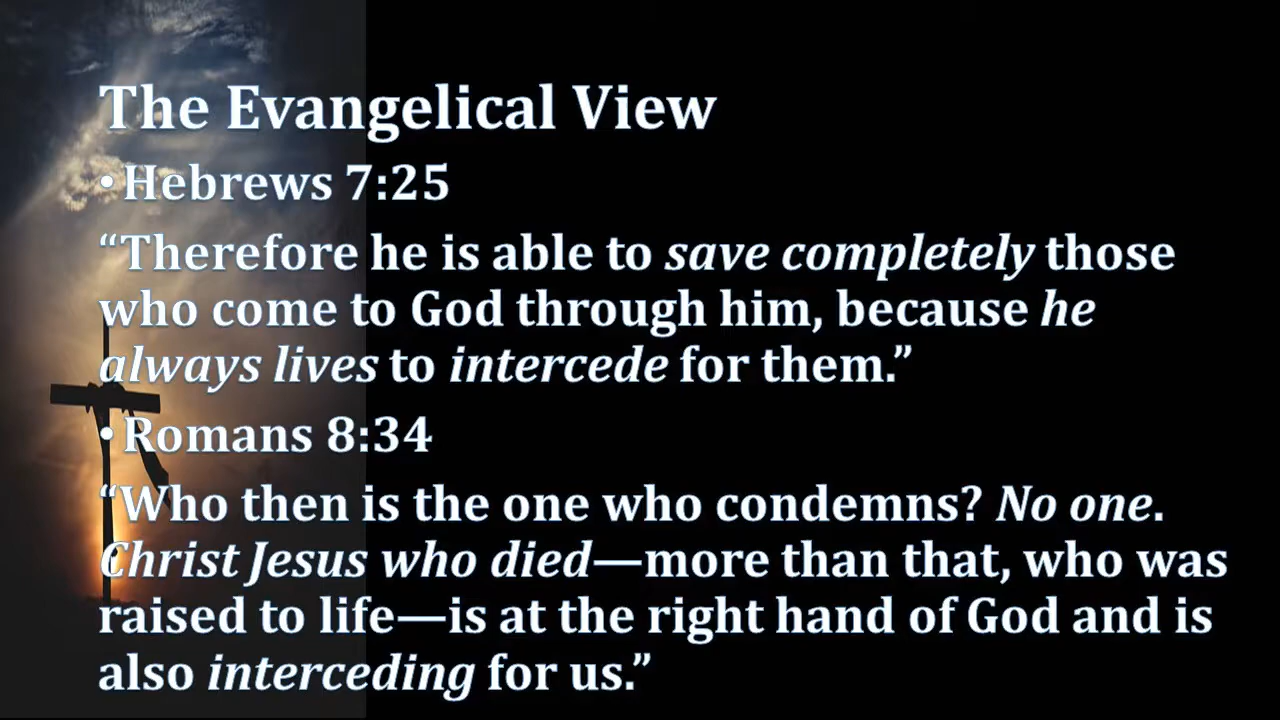 The Evangelical View
•Hebrews 7:25
“Therefore he is able to save completely those
who come to God through him, because he
always lives to intercede for them.”
•Romans 8:34
“Who then is the one who condemns? No one.
Christ Jesus who died—more than that, who was
raised to life—is at the right hand of God and is
also interceding for us.”